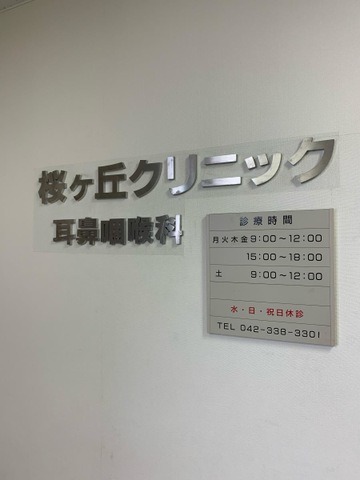 桜ヶ丘クリニック
耳鼻咽喉科
診療時間
月火木金 9:00〜12:00
15:00〜18:00
土 9:00〜12:00
水・日・祝日休診
TEL 042-338-3301